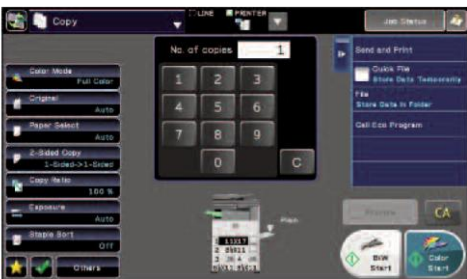 Copy
LINE
PRINTER
Job Status
No. of copies 1
1 2 3
4 5 6
7 8 9
0 C
Color Mode
Full Color
Original
Auto
Paper Select
Auto
2-Sided Copy
1-Sided->1-Sided
Copy Ratio
100 %
Exposure
Auto
Staple Sort
Off
Others
Send and Print
Quick File
Store Data Temporarily
File
Store Data in Folder
Call Eco Program
Plain
Preview
CA
B/W
Start
Color
Start